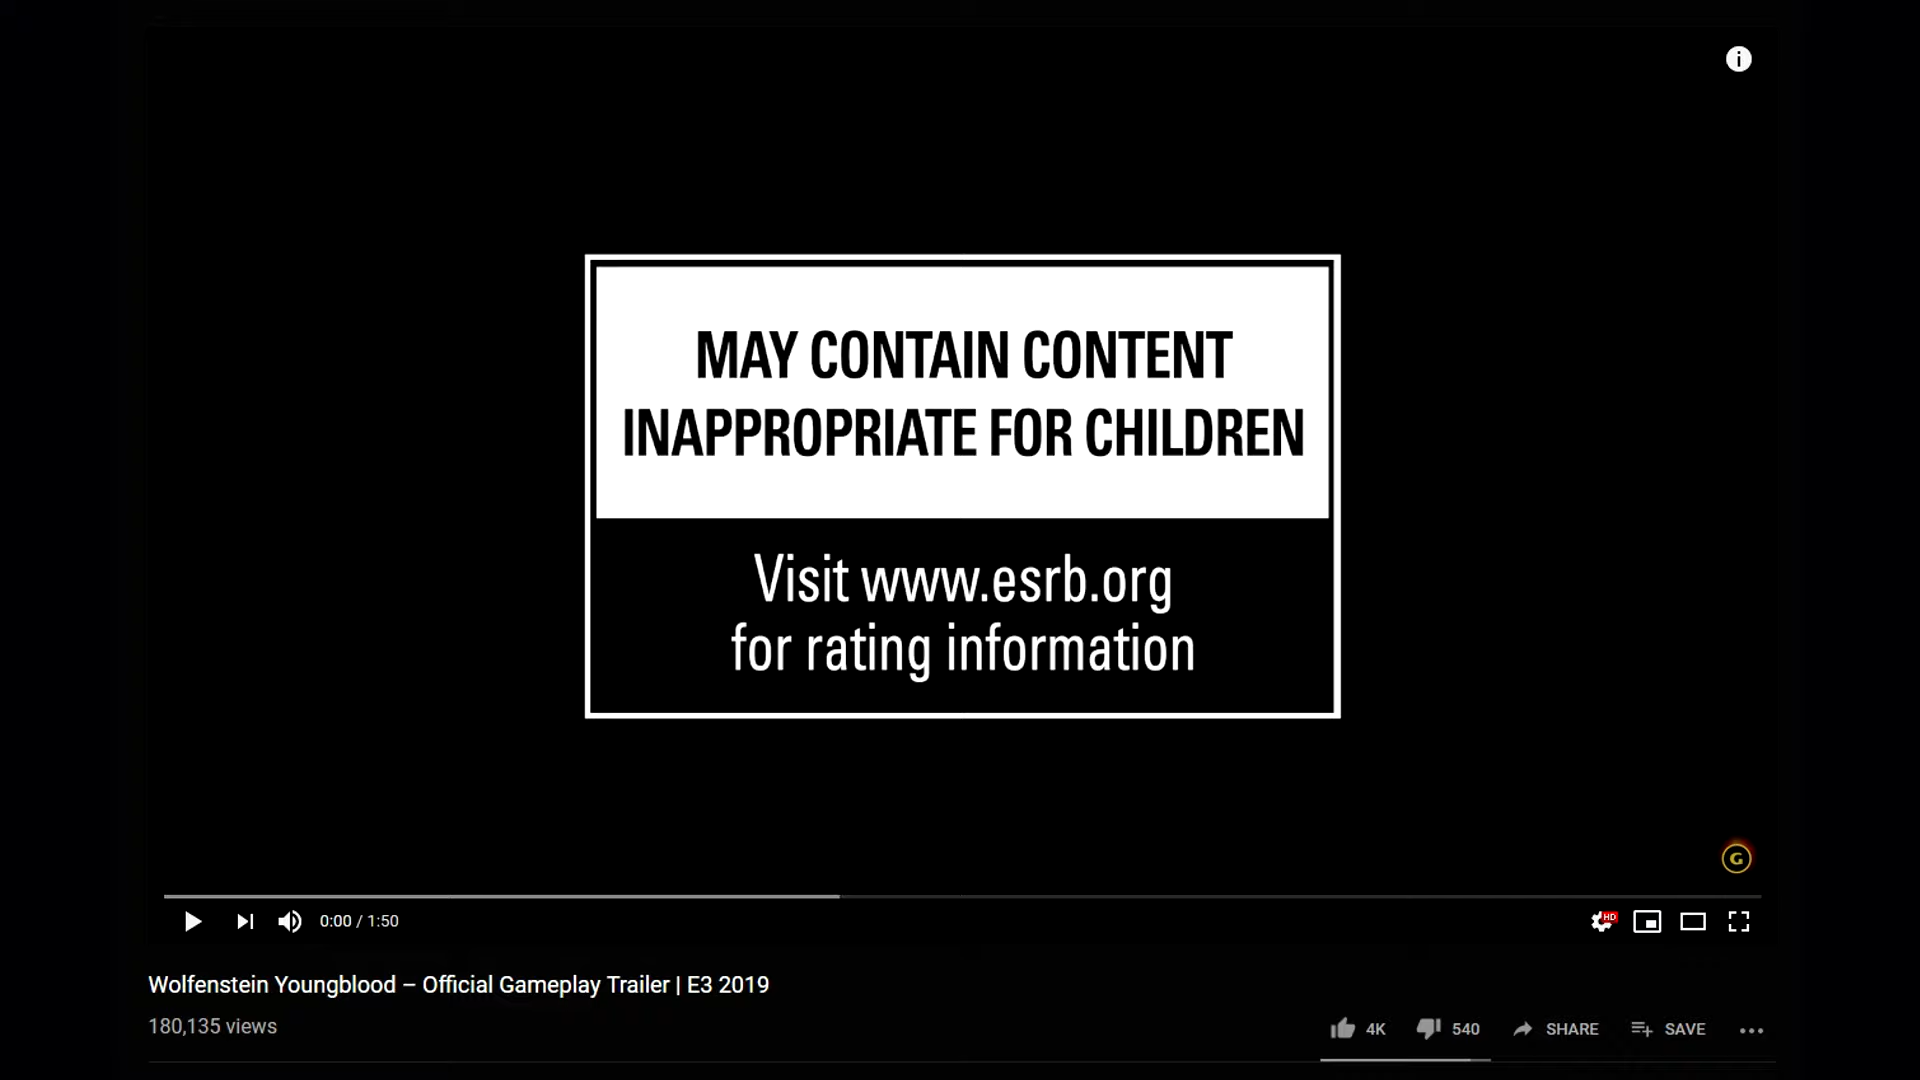 i
MAY CONTAIN CONTENT
INAPPROPRIATE FOR CHILDREN
Visit www.esrb.org
for rating information
G
0:00 / 1:50
HD
Wolfenstein Youngblood – Official Gameplay Trailer | E3 2019
180,135 views
4K 540 SHARE SAVE